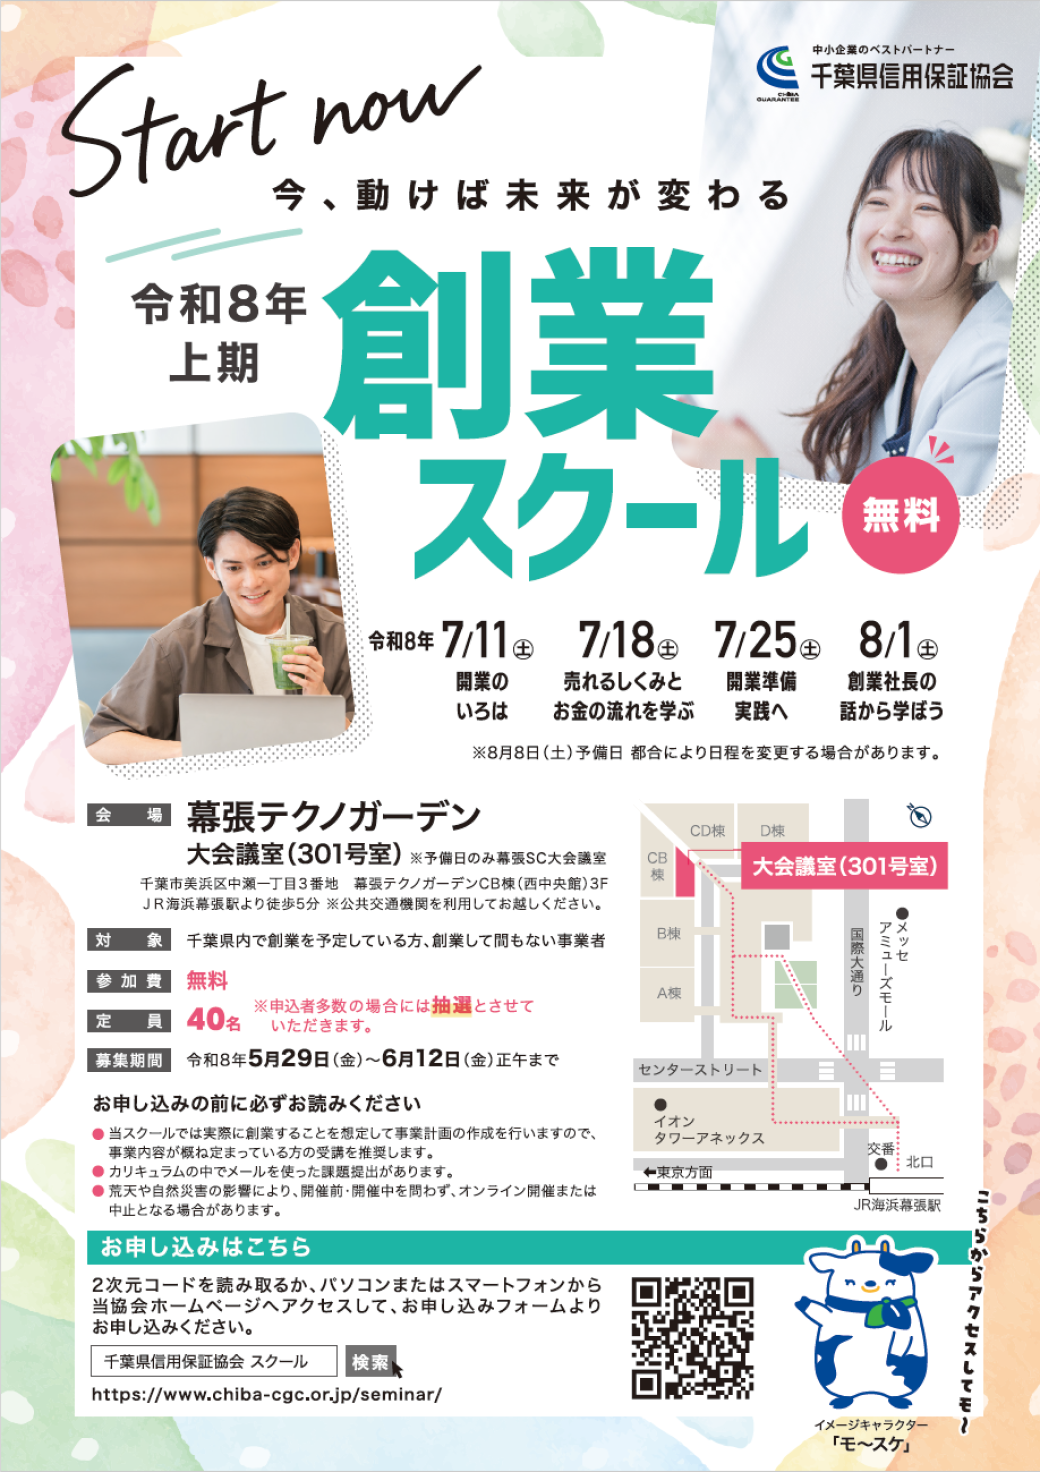 Start now
中小企業のベストパートナー
千葉県信用保証協会
CHIBA
GUARANTEE
今、動けば未来が変わる
令和8年
上期
創業
スクール
無料
令和8年
7/11㊏
開業の
いろは
7/18㊏
売れるしくみと
お金の流れを学ぶ
7/25㊏
開業準備
実践へ
8/1㊏
創業社長の
話から学ぼう
※8月8日(土)予備日 都合により日程を変更する場合があります。
会場 幕張テクノガーデン
大会議室(301号室) ※予備日のみ幕張SC大会議室
千葉市美浜区中瀬一丁目3番地 幕張テクノガーデンCB棟(西中央館)3F
JR海浜幕張駅より徒歩5分 ※公共交通機関を利用してお越しください。
対象 千葉県内で創業を予定している方、創業して間もない事業者
参加費 無料
定員 40名 ※申込者多数の場合には抽選とさせて
いただきます。
募集期間 令和8年5月29日(金)~6月12日(金)正午まで
CD棟
D棟
CB
棟
大会議室(301号室)
B棟
A棟
国際大通り
メッセ
アミューズモール
センターストリート
イオン
タワーアネックス
交番
北口
←東京方面
JR海浜幕張駅
お申し込みの前に必ずお読みください
●当スクールでは実際に創業することを想定して事業計画の作成を行いますので、
事業内容が概ね定まっている方の受講を推奨します。
●カリキュラムの中でメールを使った課題提出があります。
●荒天や自然災害の影響により、開催前・開催中を問わず、オンライン開催または
中止となる場合があります。
お申し込みはこちら
2次元コードを読み取るか、パソコンまたはスマートフォンから
当協会ホームページへアクセスして、お申し込みフォームより
お申し込みください。
千葉県信用保証協会 スクール 検索
https://www.chiba-cgc.or.jp/seminar/
こちらからアクセスしてモ~
イメージキャラクター
「モ~スケ」